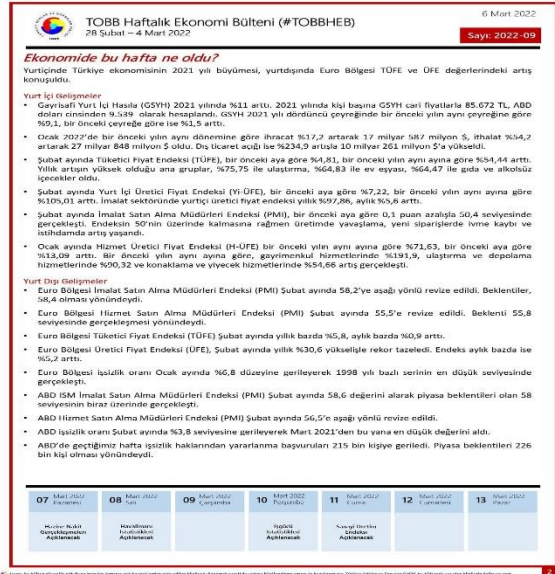 TOBB Haftalık Ekonomi Bülteni (#TOBBHEB)
28 Şubat – 4 Mart 2022
6 Mart 2022
Sayı: 2022-09
Ekonomide bu hafta ne oldu?
Yurtiçinde Türkiye ekonomisinin 2021 yılı büyümesi, yurtdışında Euro Bölgesi TÜFE ve ÜFE değerlerindeki artış
konuşuldu.
Yurt İçi Gelişmeler
• Gayrisafi Yurt İçi Hasıla (GSYH) 2021 yılında %11 arttı. 2021 yılında kişi başına GSYH cari fiyatlarla 85.672 TL, ABD
doları cinsinden 9.539 olarak hesaplandı. GSYH 2021 yılı dördüncü çeyreğinde bir önceki yılın aynı çeyreğine göre
%9,1, bir önceki çeyreğe göre ise %1,5 arttı.
• Ocak 2022'de bir önceki yılın aynı dönemine göre ihracat %17,2 artarak 17 milyar 587 milyon $, ithalat %54,2
artarak 27 milyar 848 milyon $ oldu. Dış ticaret açığı ise %234,9 artışla 10 milyar 261 milyon $'a yükseldi.
• Şubat ayında Tüketici Fiyat Endeksi (TÜFE), bir önceki aya göre %4,81, bir önceki yılın aynı ayına göre %54,44 arttı.
Yıllık artışın yüksek olduğu ana gruplar, %75,75 ile ulaştırma, %64,83 ile ev eşyası, %64,47 ile gıda ve alkolsüz
içecekler oldu.
• Şubat ayında Yurt İçi Üretici Fiyat Endeksi (Yi-ÜFE), bir önceki aya göre %7,22, bir önceki yılın aynı ayına göre
%105,01 arttı. İmalat sektöründe yurtiçi üretici fiyat endeksi yıllık %97,86, aylık %5,6 arttı.
• Şubat ayında İmalat Satın Alma Müdürleri Endeksi (PMI), bir önceki aya göre 0,1 puan azalışla 50,4 seviyesinde
gerçekleşti. Endeksin 50'nin üzerinde kalmasına rağmen üretimde yavaşlama, yeni siparişlerde ivme kaybı ve
istihdamda artış yaşandı.
• Ocak ayında Hizmet Üretici Fiyat Endeksi (H-ÜFE) bir önceki yılın aynı ayına göre %71,63, bir önceki aya göre
%13,09 arttı. Bir önceki yılın aynı ayına göre, gayrimenkul hizmetlerinde %191,9, ulaştırma ve depolama
hizmetlerinde %90,32 ve konaklama ve yiyecek hizmetlerinde %54,66 artış gerçekleşti.
Yurt Dışı Gelişmeler
• Euro Bölgesi İmalat Satın Alma Müdürleri Endeksi (PMI) Şubat ayında 58,2'ye aşağı yönlü revize edildi. Beklentiler,
58,4 olması yönündeydi.
• Euro Bölgesi Hizmet Satın Alma Müdürleri Endeksi (PMI) Şubat ayında 55,5'e revize edildi. Beklenti 55,8
seviyesinde gerçekleşmesi yönündeydi.
• Euro Bölgesi Tüketici Fiyat Endeksi (TÜFE) Şubat ayında yıllık bazda %5,8, aylık bazda %0,9 arttı.
• Euro Bölgesi Üretici Fiyat Endeksi (ÜFE), Şubat ayında yıllık %30,6 yükselişle rekor tazeledi. Endeks aylık bazda ise
%5,2 arttı.
• Euro Bölgesi işsizlik oranı Ocak ayında %6,8 düzeyine gerileyerek 1998 yılı bazlı serinin en düşük seviyesinde
gerçekleşti.
• ABD ISM İmalat Satın Alma Müdürleri Endeksi (PMI) Şubat ayında 58,6 değerini alarak piyasa beklentileri olan 58
seviyesinin biraz üzerinde gerçekleşti.
• ABD Hizmet Satın Alma Müdürleri Endeksi (PMI) Şubat ayında 56,5'e aşağı yönlü revize edildi.
• ABD işsizlik oranı Şubat ayında %3,8 seviyesine gerileyerek Mart 2021'den bu yana en düşük değerini aldı.
• ABD'de geçtiğimiz hafta işsizlik haklarından yararlanma başvuruları 215 bin kişiye geriledi. Piyasa beklentileri 226
bin kişi olması yönündeydi.
07 Mart 2022 Pazartesi
08 Mart 2022 Salı
09 Mart 2022 Çarşamba
10 Mart 2022 Perşembe
11 Mart 2022 Cuma
12 Mart 2022 Cumartesi
13 Mart 2022 Pazar
Hazine Nakit
Gerçekleşmeleri
Açıklanacak
Havalimanı
İstatistikleri
Açıklanacak
İşgücü
İstatistikleri
Açıklanacak
Sanayi Üretim
Endeksi
Açıklanacak
2